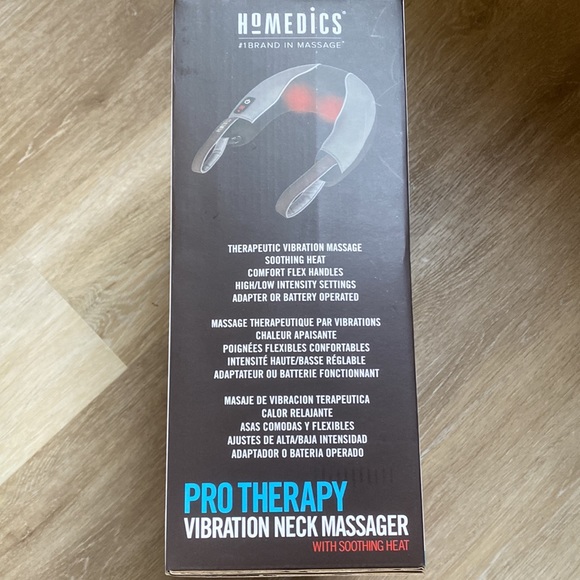 HOMEDICS
#1 BRAND IN MASSAGE*
THERAPEUTIC VIBRATION MASSAGE
SOOTHING HEAT
COMFORT FLEX HANDLES
HIGH/LOW INTENSITY SETTINGS
ADAPTER OR BATTERY OPERATED
MASSAGE THERAPEUTIQUE PAR VIBRATIONS
CHALEUR APAISANTE
POIGNÉES FLEXIBLES CONFORTABLES
INTENSITÉ HAUTE/BASSE RÉGLABLE
ADAPTATEUR OU BATTERIE FONCTIONNANT
MASAJE DE VIBRACION TERAPEUTICA
CALOR RELAJANTE
ASAS COMODAS Y FLEXIBLES
AJUSTES DE ALTA/BAJA INTENSIDAD
ADAPTADOR O BATERIA OPERADO
PRO THERAPY
VIBRATION NECK MASSAGER
WITH SOOTHING HEAT